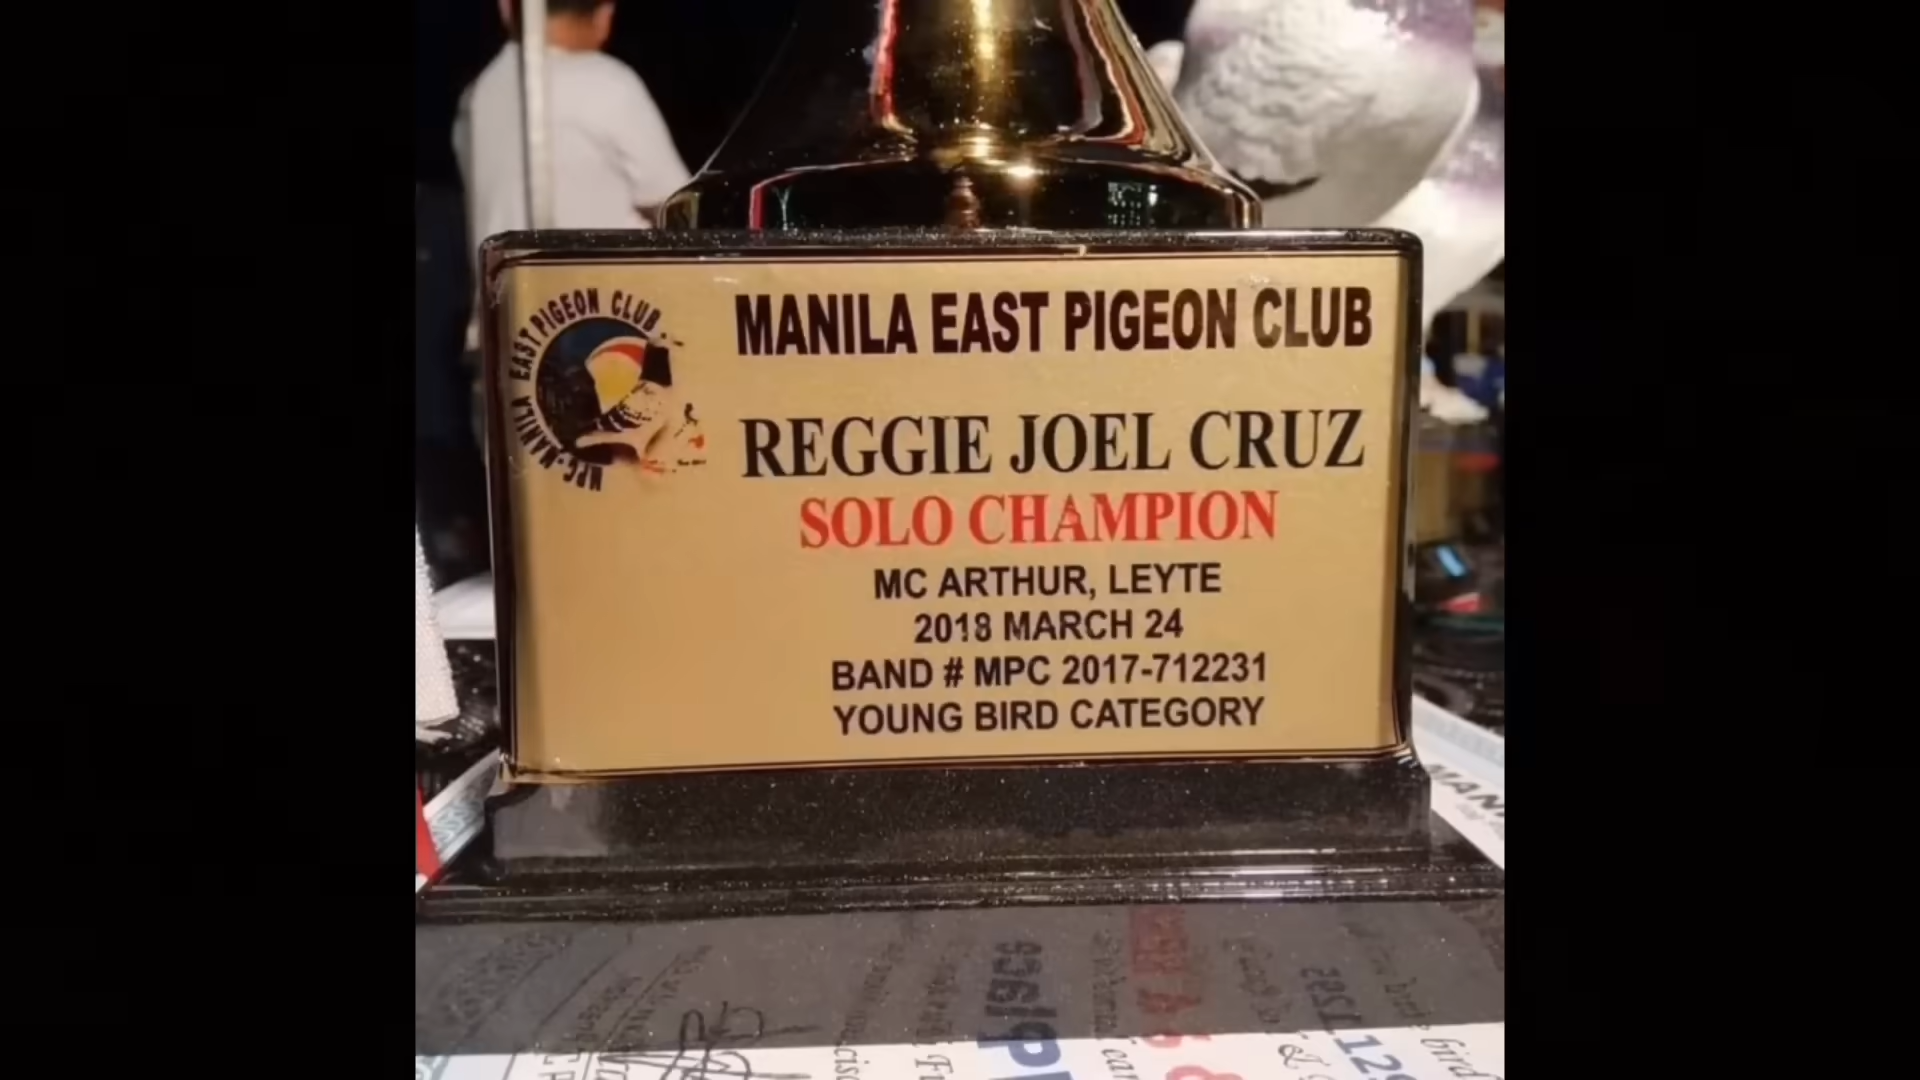 MPC-MANILA EAST PIGEON CLUB
MANILA EAST PIGEON CLUB
REGGIE JOEL CRUZ
SOLO CHAMPION
MC ARTHUR, LEYTE
2018 MARCH 24
BAND # MPC 2017-712231
YOUNG BIRD CATEGORY